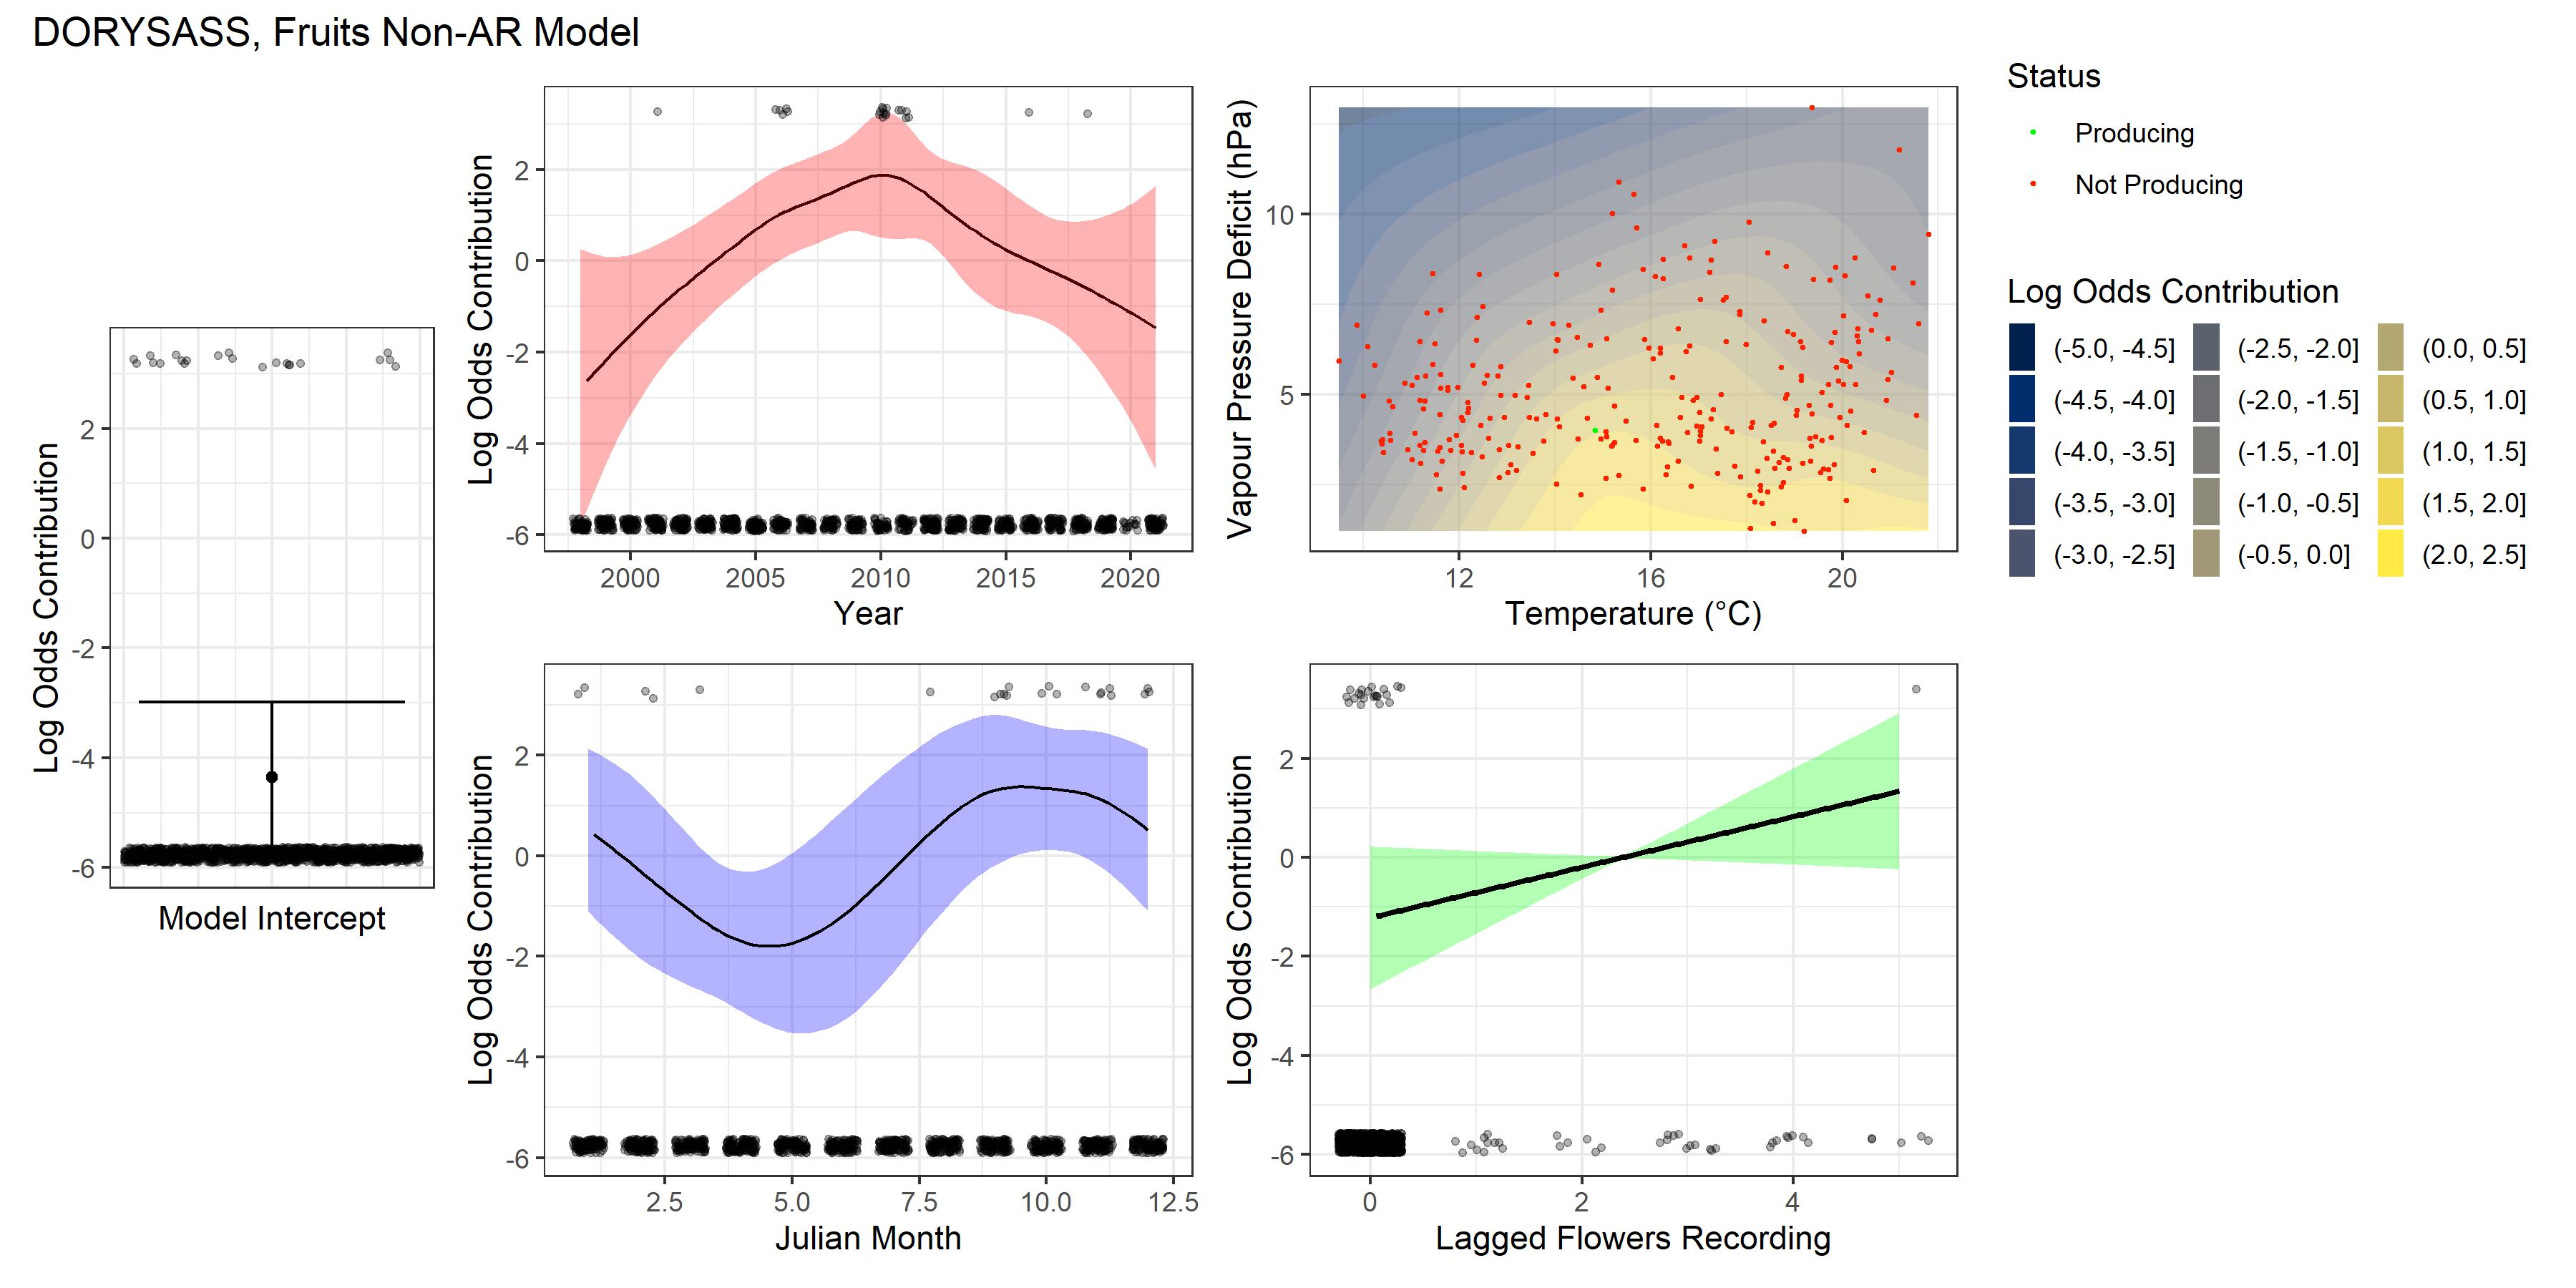 DORYSASS, Fruits Non-AR Model
Log Odds Contribution
2
0
-2
-4
-6
Model Intercept
Log Odds Contribution
2
0
-2
-4
-6
2000 2005 2010 2015 2020
Year
Vapour Pressure Deficit (hPa)
10
5
12 16 20
Temperature (°C)
Status
Producing
Not Producing
Log Odds Contribution
(-5.0, -4.5] (-2.5, -2.0] (0.0, 0.5]
(-4.5, -4.0] (-2.0, -1.5] (0.5, 1.0]
(-4.0, -3.5] (-1.5, -1.0] (1.0, 1.5]
(-3.5, -3.0] (-1.0, -0.5] (1.5, 2.0]
(-3.0, -2.5] (-0.5, 0.0] (2.0, 2.5]
Log Odds Contribution
2
0
-2
-4
-6
2.5 5.0 7.5 10.0 12.5
Julian Month
Log Odds Contribution
2
0
-2
-4
-6
0 2 4
Lagged Flowers Recording